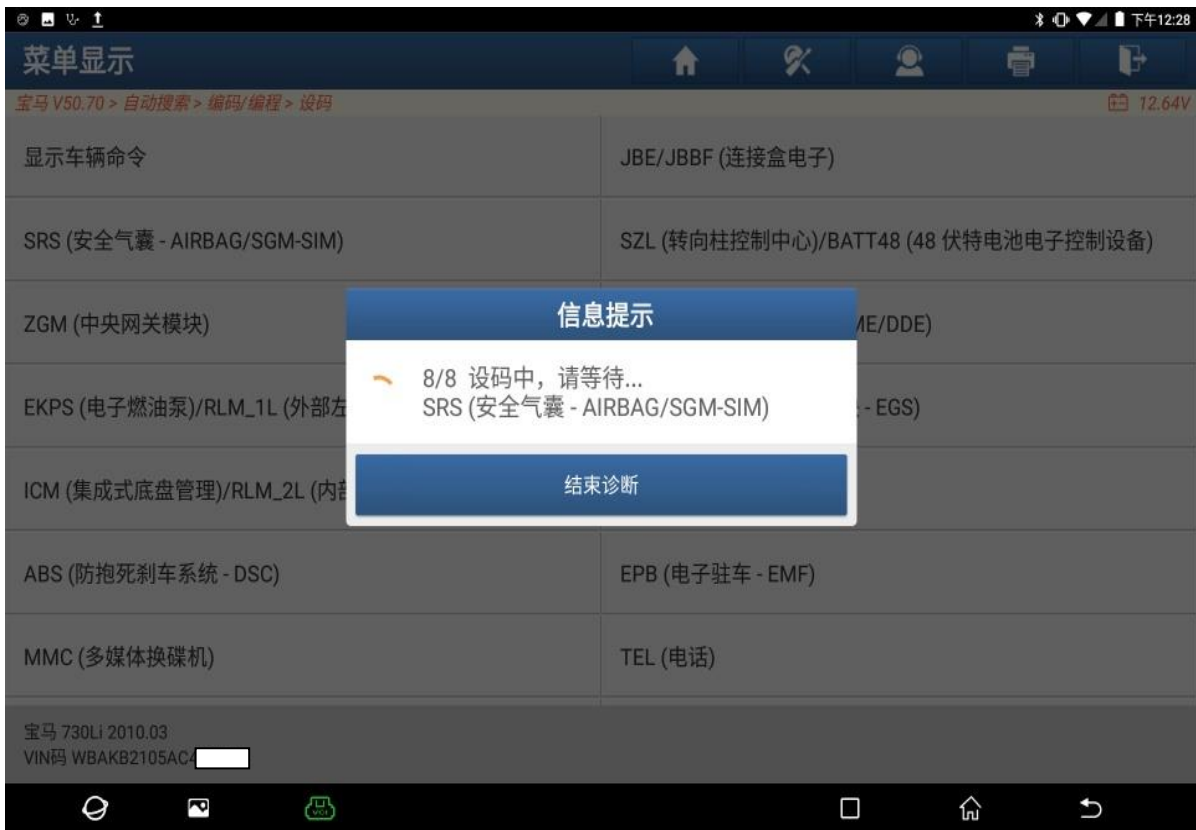 下午12:28
菜单显示
宝马 V50.70 > 自动搜索 > 编码/编程 > 设码
12.64V
显示车辆命令
JBE/JBBF (连接盒电子)
SRS (安全气囊 - AIRBAG/SGM-SIM)
SZL (转向柱控制中心)/BATT48 (48 伏特电池电子控制设备)
ZGM (中央网关模块)
ME/DDE)
信息提示
8/8 设码中，请等待...
SRS (安全气囊 - AIRBAG/SGM-SIM)
EKPS (电子燃油泵)/RLM_1L (外部左
- EGS)
结束诊断
ICM (集成式底盘管理)/RLM_2L (内部
ABS (防抱死刹车系统 - DSC)
EPB (电子驻车 - EMF)
MMC (多媒体换碟机)
TEL (电话)
宝马 730Li 2010.03
VIN码 WBAKB2105AC4
VCI